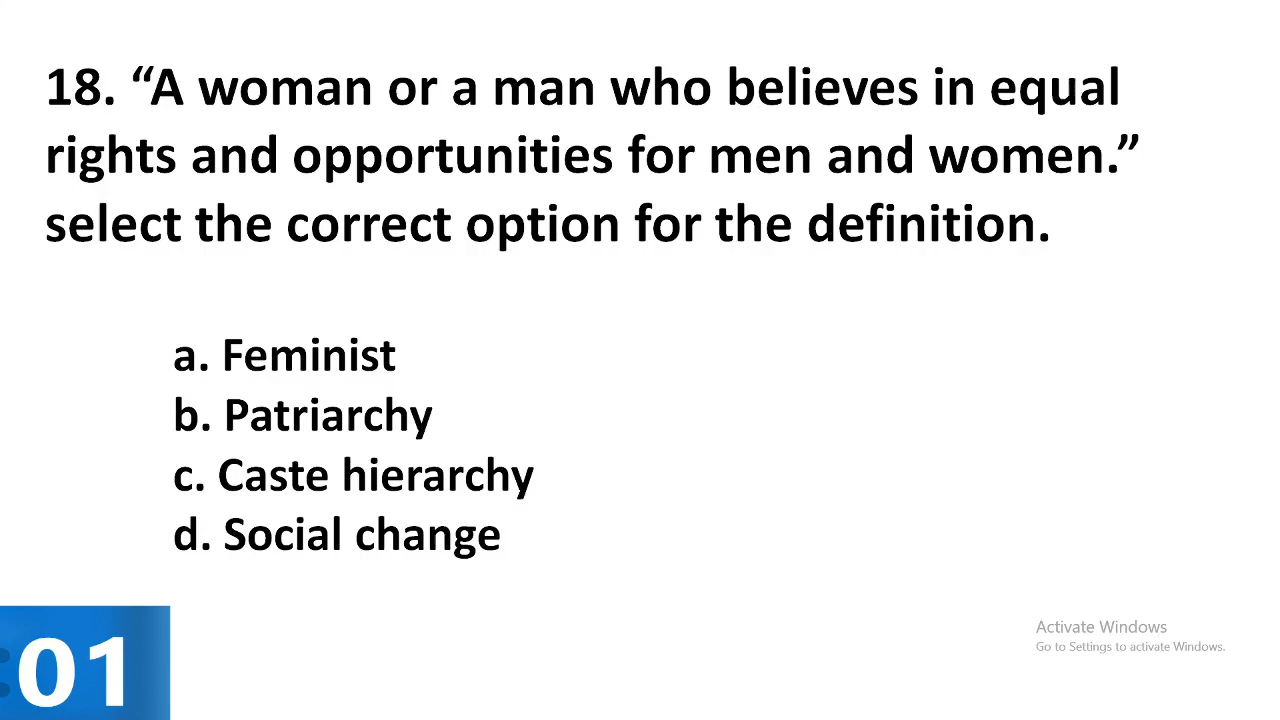 18. “A woman or a man who believes in equal
rights and opportunities for men and women.”
select the correct option for the definition.
a. Feminist
b. Patriarchy
c. Caste hierarchy
d. Social change
01
Activate Windows
Go to Settings to activate Windows.